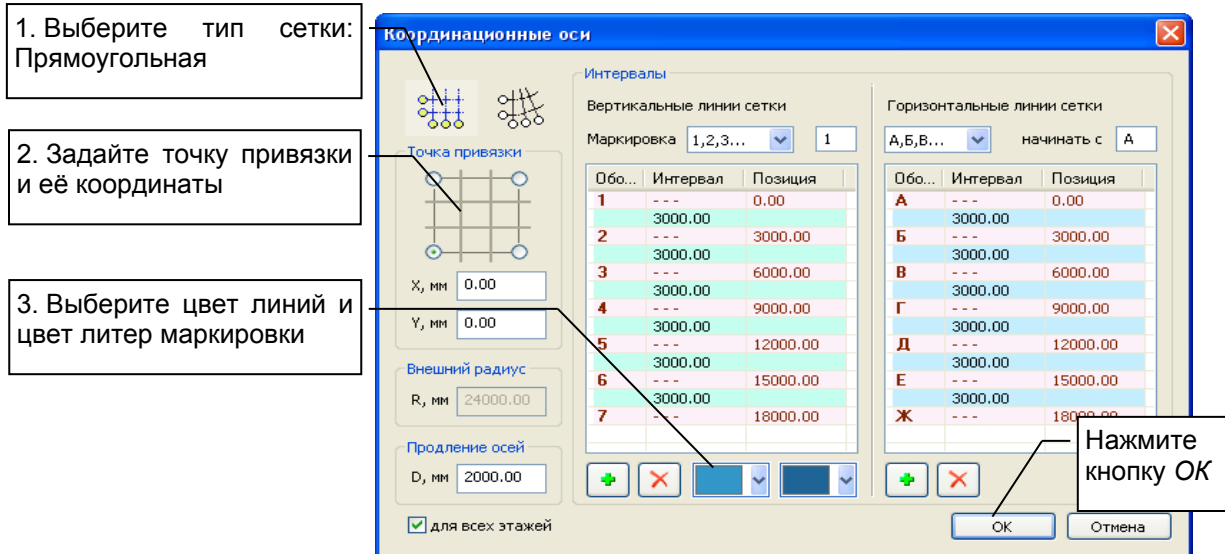 1. Выберите тип сетки:
Прямоугольная
2. Задайте точку привязки
и её координаты
3. Выберите цвет линий и
цвет литер маркировки
Координационные оси
Точка привязки
X, мм 0.00
Y, мм 0.00
Внешний радиус
R, мм 24000.00
Продление осей
D, мм 2000.00
для всех этажей
Интервалы
Вертикальные линии сетки
Маркировка 1,2,3... 1
Обо... Интервал Позиция
1 --- 0.00
3000.00
2 --- 3000.00
3000.00
3 --- 6000.00
3000.00
4 --- 9000.00
3000.00
5 --- 12000.00
3000.00
6 --- 15000.00
3000.00
7 --- 18000.00
Горизонтальные линии сетки
А,Б,В... начинать с А
Обо... Интервал Позиция
А --- 0.00
3000.00
Б --- 3000.00
3000.00
В --- 6000.00
3000.00
Г --- 9000.00
3000.00
Д --- 12000.00
3000.00
Е --- 15000.00
3000.00
Ж --- 18000.00
Нажмите
кнопку ОК
ОК Отмена